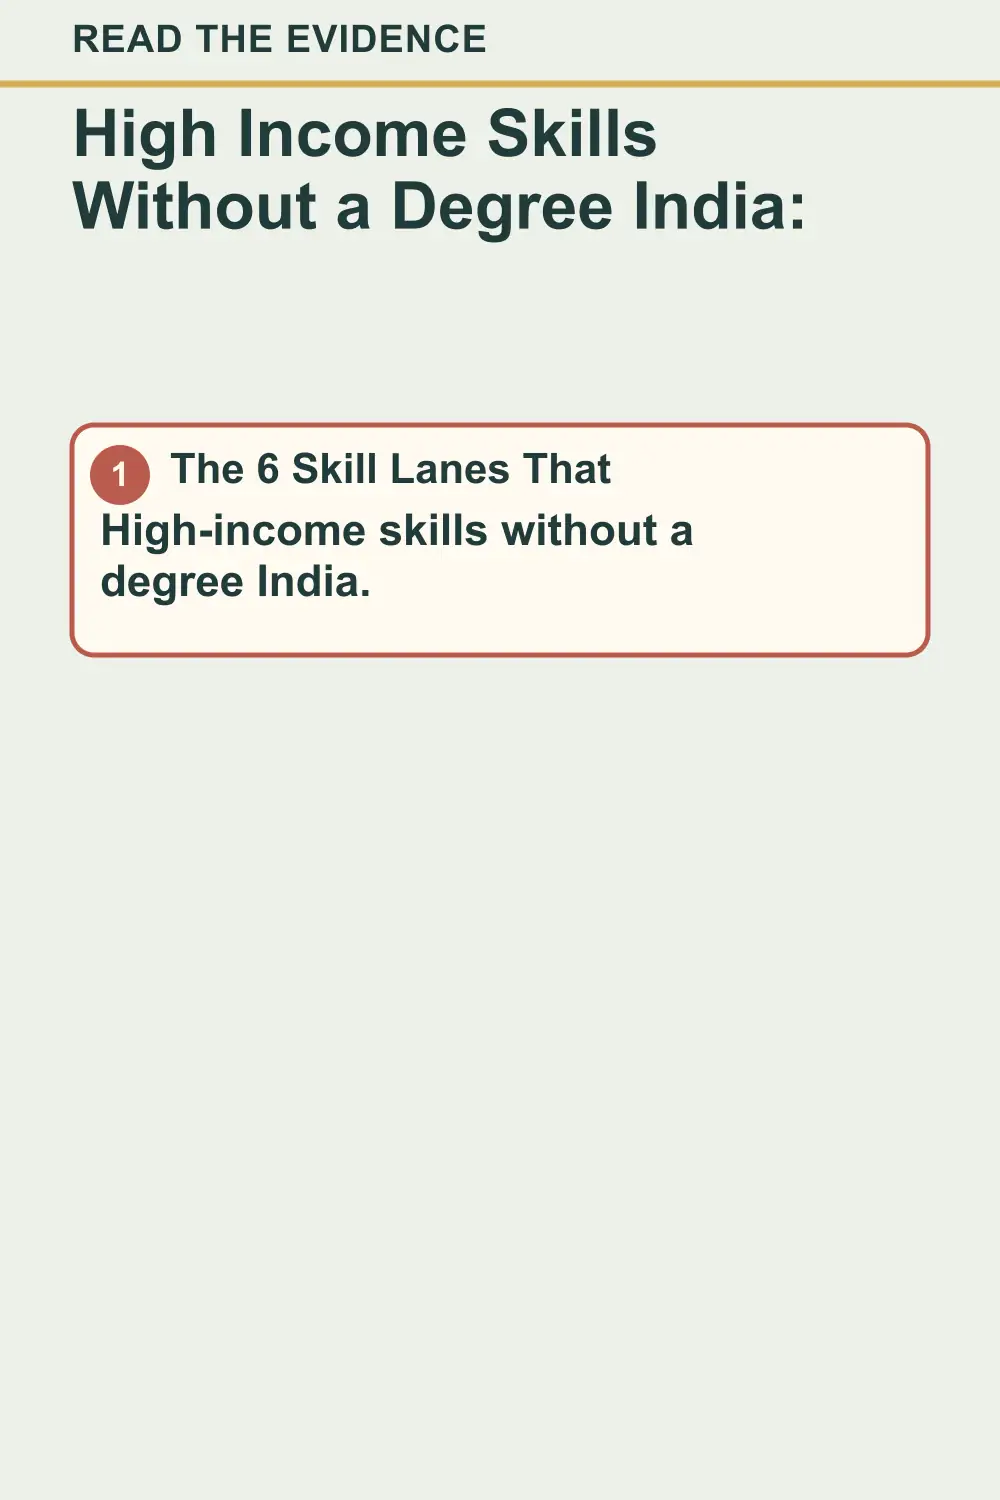 READ THE EVIDENCE
High Income Skills
Without a Degree India:
1 The 6 Skill Lanes That
High-income skills without a
degree India.